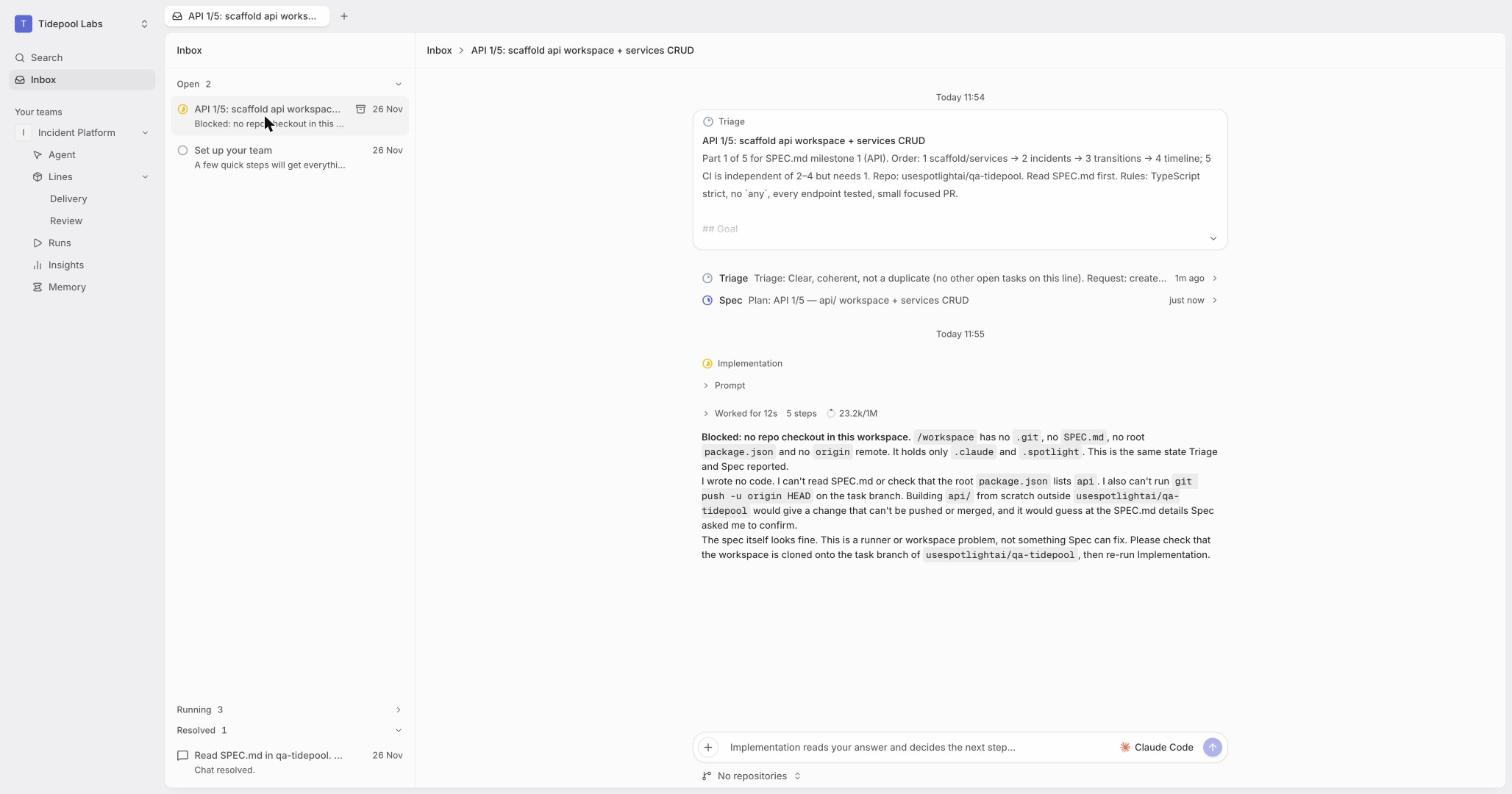 T
Tidepool Labs
Search
Inbox
Your teams
I
Incident Platform
Agent
Lines
Delivery
Review
Runs
Insights
Memory
API 1/5: scaffold api works...
Inbox
Open 2
API 1/5: scaffold api workspac...
26 Nov
Blocked: no repo checkout in this ...
Set up your team
26 Nov
A few quick steps will get everythi...
Running 3
Resolved 1
Read SPEC.md in qa-tidepool. ...
26 Nov
Chat resolved.
Inbox > API 1/5: scaffold api workspace + services CRUD
Today 11:54
Triage
API 1/5: scaffold api workspace + services CRUD
Part 1 of 5 for SPEC.md milestone 1 (API). Order: 1 scaffold/services → 2 incidents → 3 transitions → 4 timeline; 5
CI is independent of 2–4 but needs 1. Repo: usespotlightai/qa-tidepool. Read SPEC.md first. Rules: TypeScript
strict, no `any`, every endpoint tested, small focused PR.
## Goal
Triage Triage: Clear, coherent, not a duplicate (no other open tasks on this line). Request: create... 1m ago
Spec Plan: API 1/5 — api/ workspace + services CRUD just now
Today 11:55
Implementation
Prompt
Worked for 12s 5 steps 23.2k/1M
Blocked: no repo checkout in this workspace. /workspace has no .git, no SPEC.md, no root
package.json and no origin remote. It holds only .claude and .spotlight. This is the same state Triage
and Spec reported.
I wrote no code. I can't read SPEC.md or check that the root package.json lists api. I also can't run git
push -u origin HEAD on the task branch. Building api/ from scratch outside usespotlightai/qa-
tidepool would give a change that can't be pushed or merged, and it would guess at the SPEC.md details Spec
asked me to confirm.
The spec itself looks fine. This is a runner or workspace problem, not something Spec can fix. Please check that
the workspace is cloned onto the task branch of usespotlightai/qa-tidepool, then re-run Implementation.
Implementation reads your answer and decides the next step...
Claude Code
No repositories